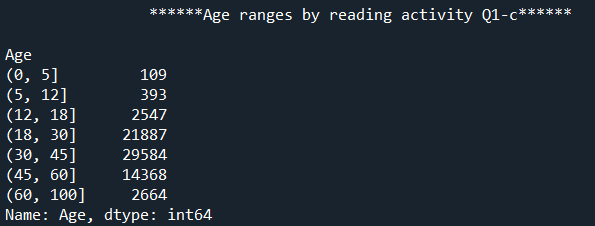 ******Age ranges by reading activity Q1-c******
Age
(0, 5] 109
(5, 12] 393
(12, 18] 2547
(18, 30] 21887
(30, 45] 29584
(45, 60] 14368
(60, 100] 2664
Name: Age, dtype: int64